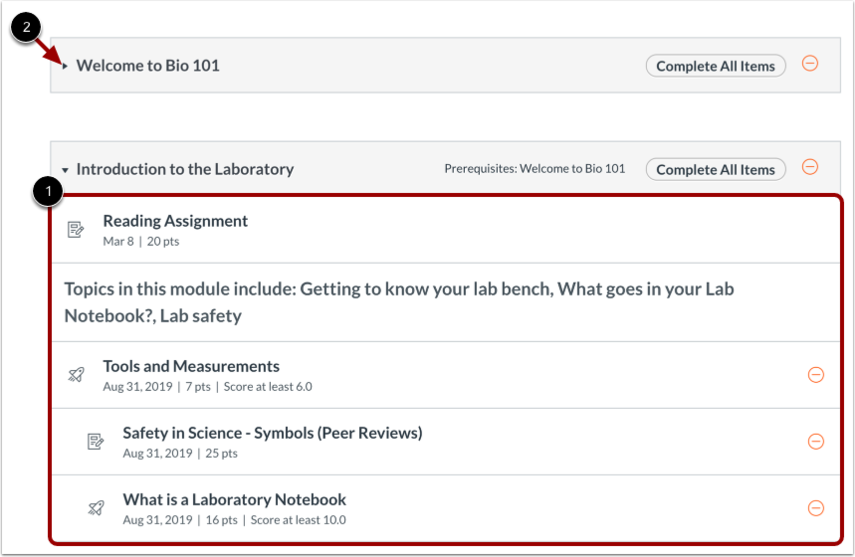 2
Welcome to Bio 101 Complete All Items
Introduction to the Laboratory Prerequisites: Welcome to Bio 101 Complete All Items
1
Reading Assignment
Mar 8 | 20 pts
Topics in this module include: Getting to know your lab bench, What goes in your Lab
Notebook?, Lab safety
Tools and Measurements
Aug 31, 2019 | 7 pts | Score at least 6.0
Safety in Science - Symbols (Peer Reviews)
Aug 31, 2019 | 25 pts
What is a Laboratory Notebook
Aug 31, 2019 | 16 pts | Score at least 10.0